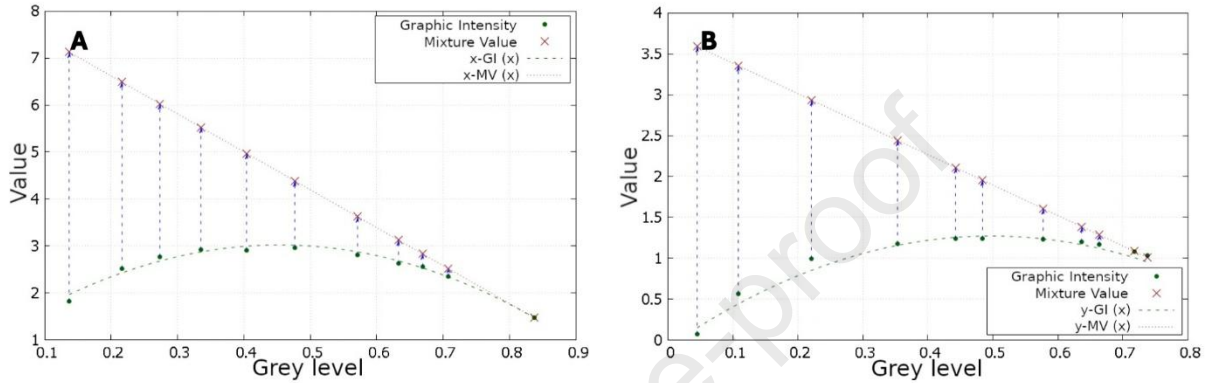 A
Graphic Intensity
Mixture Value
x-GI (x)
x-MV (x)
8
7
6
5
4
3
2
1
Value
0.1 0.2 0.3 0.4 0.5 0.6 0.7 0.8 0.9
Grey level
B
4
3.5
3
2.5
2
1.5
1
0.5
0
Value
Graphic Intensity
Mixture Value
y-GI (x)
y-MV (x)
0 0.1 0.2 0.3 0.4 0.5 0.6 0.7 0.8
Grey level
e-proof